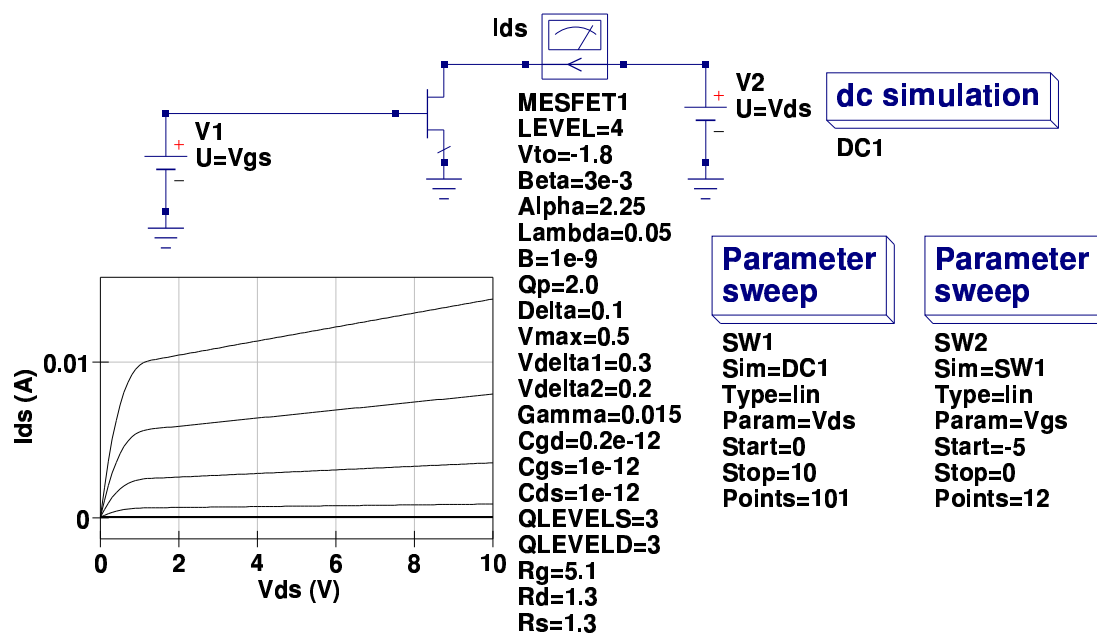 Ids
V1
U=Vgs
+
−
MESFET1
LEVEL=4
Vto=-1.8
Beta=3e-3
Alpha=2.25
Lambda=0.05
B=1e-9
Qp=2.0
Delta=0.1
Vmax=0.5
Vdelta1=0.3
Vdelta2=0.2
Gamma=0.015
Cgd=0.2e-12
Cgs=1e-12
Cds=1e-12
QLEVELS=3
QLEVELD=3
Rg=5.1
Rd=1.3
Rs=1.3
V2
U=Vds
+
−
dc simulation
DC1
Parameter
sweep
SW1
Sim=DC1
Type=lin
Param=Vds
Start=0
Stop=10
Points=101
Parameter
sweep
SW2
Sim=SW1
Type=lin
Param=Vgs
Start=-5
Stop=0
Points=12
Ids (A)
0.01
0
0 2 4 6 8 10
Vds (V)